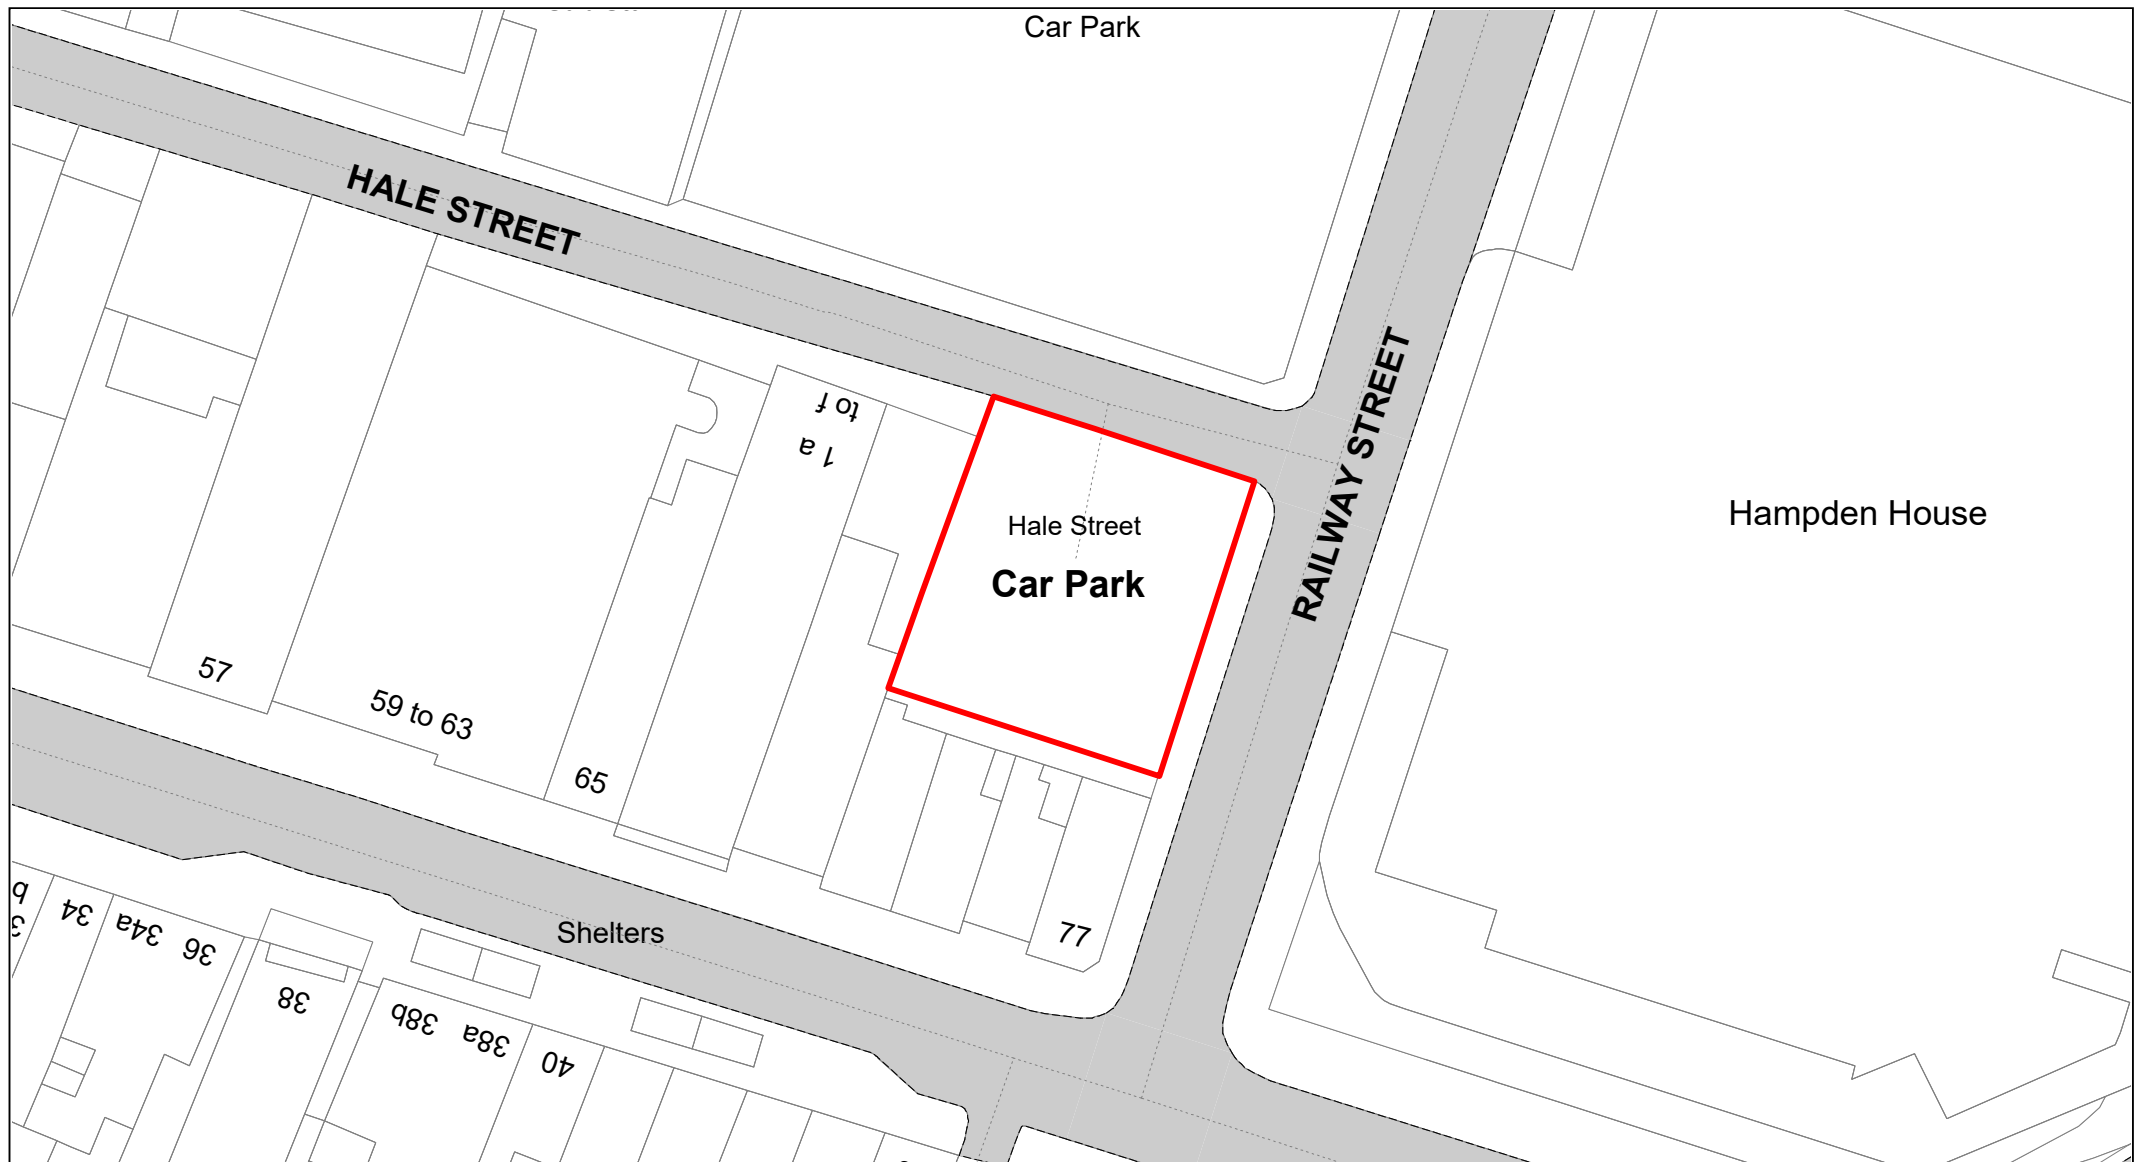 Car Park
HALE STREET
RAILWAY STREET
1 a
to f
Hale Street
Car Park
Hampden House
57
59 to 63
65
77
Shelters
34
34a
36
38
38b
38a
40